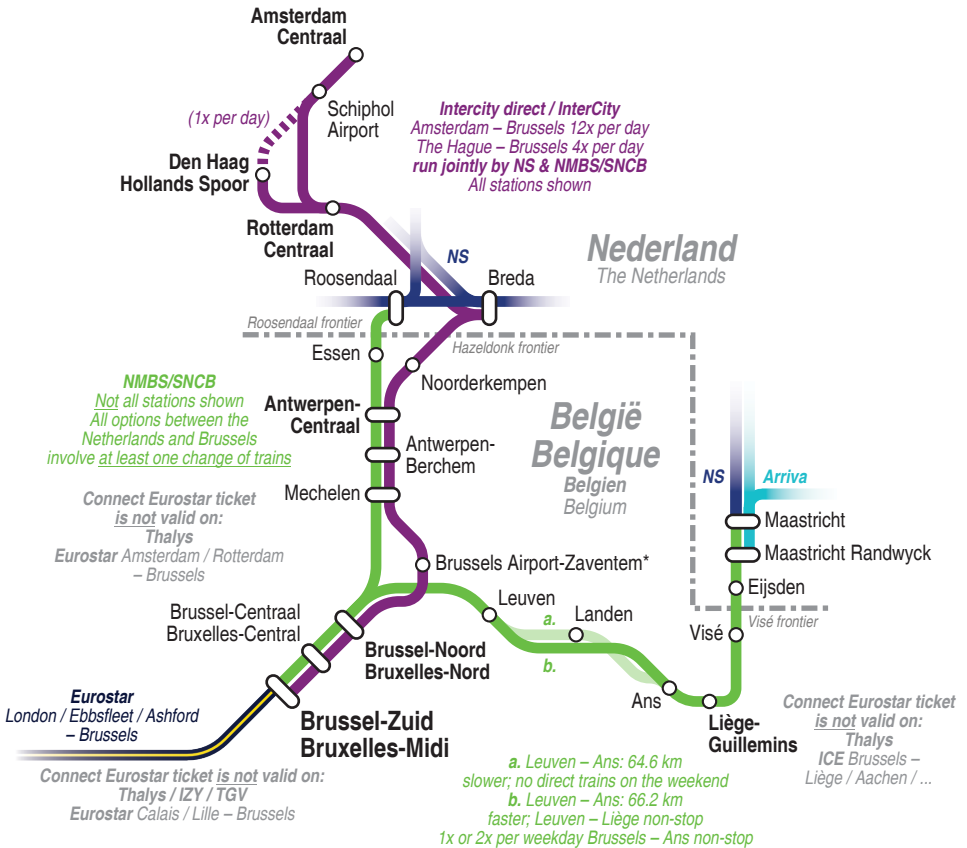 Amsterdam
Centraal
Schiphol
Airport
(1x per day)
Den Haag
Hollands Spoor
Intercity direct / InterCity
Amsterdam – Brussels 12x per day
The Hague – Brussels 4x per day
run jointly by NS & NMBS/SNCB
All stations shown
Rotterdam
Centraal
NS
Nederland
The Netherlands
Roosendaal
Breda
Roosendaal frontier
Hazeldonk frontier
Essen
Noorderkempen
NMBS/SNCB
Not all stations shown
All options between the
Netherlands and Brussels
involve at least one change of trains
Antwerpen-
Centraal
Antwerpen-
Berchem
België
Belgique
Belgien
Belgium
NS
Arriva
Mechelen
Connect Eurostar ticket
is not valid on:
Thalys
Eurostar Amsterdam / Rotterdam
– Brussels
Maastricht
Maastricht Randwyck
Brussels Airport-Zaventem*
Eijsden
Visé frontier
Visé
Brussel-Centraal
Bruxelles-Central
Leuven
Landen
a.
b.
Brussel-Noord
Bruxelles-Nord
Ans
Liège-
Guillemins
Eurostar
London / Ebbsfleet / Ashford
– Brussels
Brussel-Zuid
Bruxelles-Midi
Connect Eurostar ticket
is not valid on:
Thalys
ICE Brussels –
Liège / Aachen / ...
Connect Eurostar ticket is not valid on:
Thalys / IZY / TGV
Eurostar Calais / Lille – Brussels
a. Leuven – Ans: 64.6 km
slower; no direct trains on the weekend
b. Leuven – Ans: 66.2 km
faster; Leuven – Liège non-stop
1x or 2x per weekday Brussels – Ans non-stop